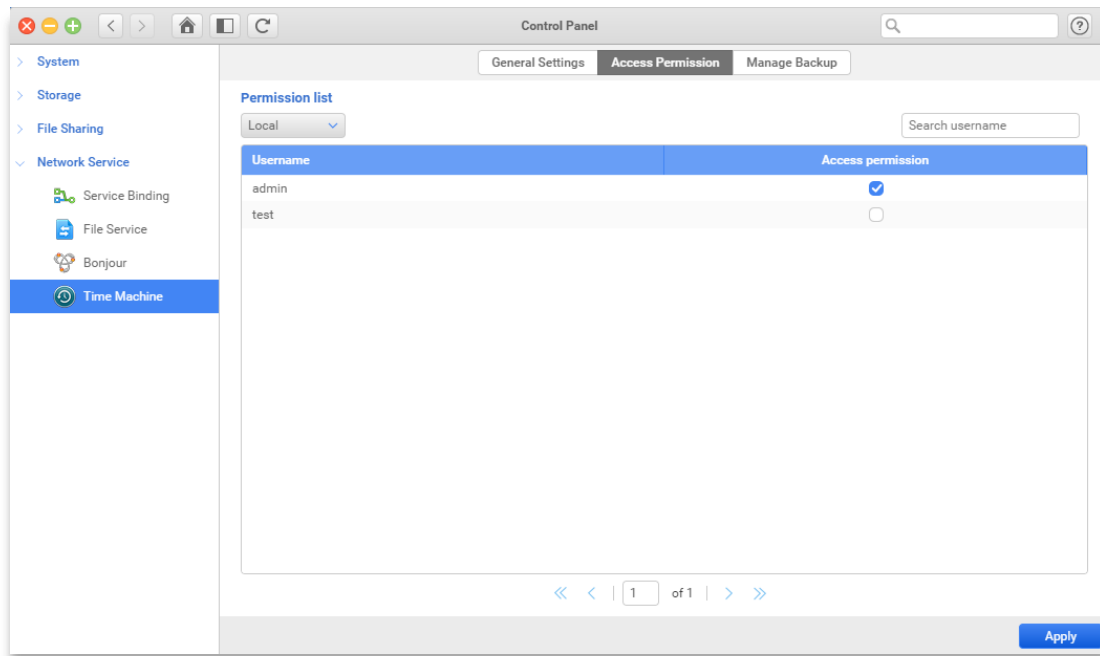 Control Panel
?
System
Storage
File Sharing
Network Service
Service Binding
File Service
Bonjour
Time Machine
General Settings
Access Permission
Manage Backup
Permission list
Local
Search username
Username
Access permission
admin
test
1 of 1
Apply